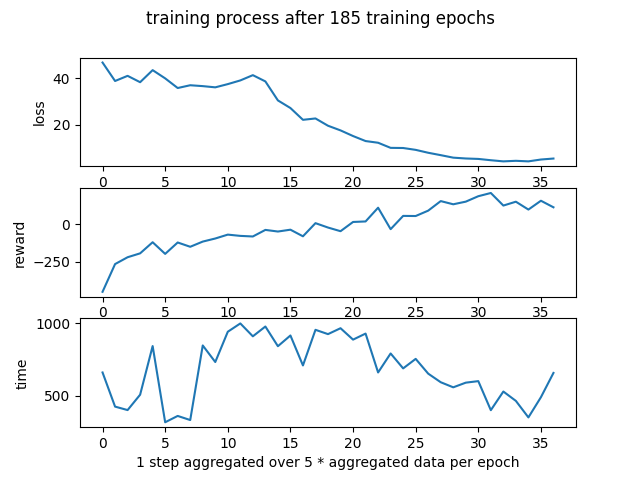 training process after 185 training epochs
40
20
loss
0 5 10 15 20 25 30 35
0
−250
reward
0 5 10 15 20 25 30 35
1000
500
time
0 5 10 15 20 25 30 35
1 step aggregated over 5 * aggregated data per epoch